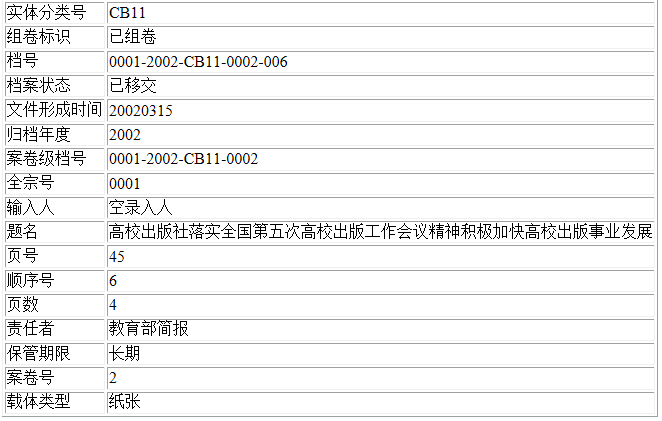 实体分类号 CB11
组卷标识 已组卷
档号 0001-2002-CB11-0002-006
档案状态 已移交
文件形成时间 20020315
归档年度 2002
案卷级档号 0001-2002-CB11-0002
全宗号 0001
输入人 空录入人
题名 高校出版社落实全国第五次高校出版工作会议精神积极加快高校出版事业发展
页号 45
顺序号 6
页数 4
责任者 教育部简报
保管期限 长期
案卷号 2
载体类型 纸张